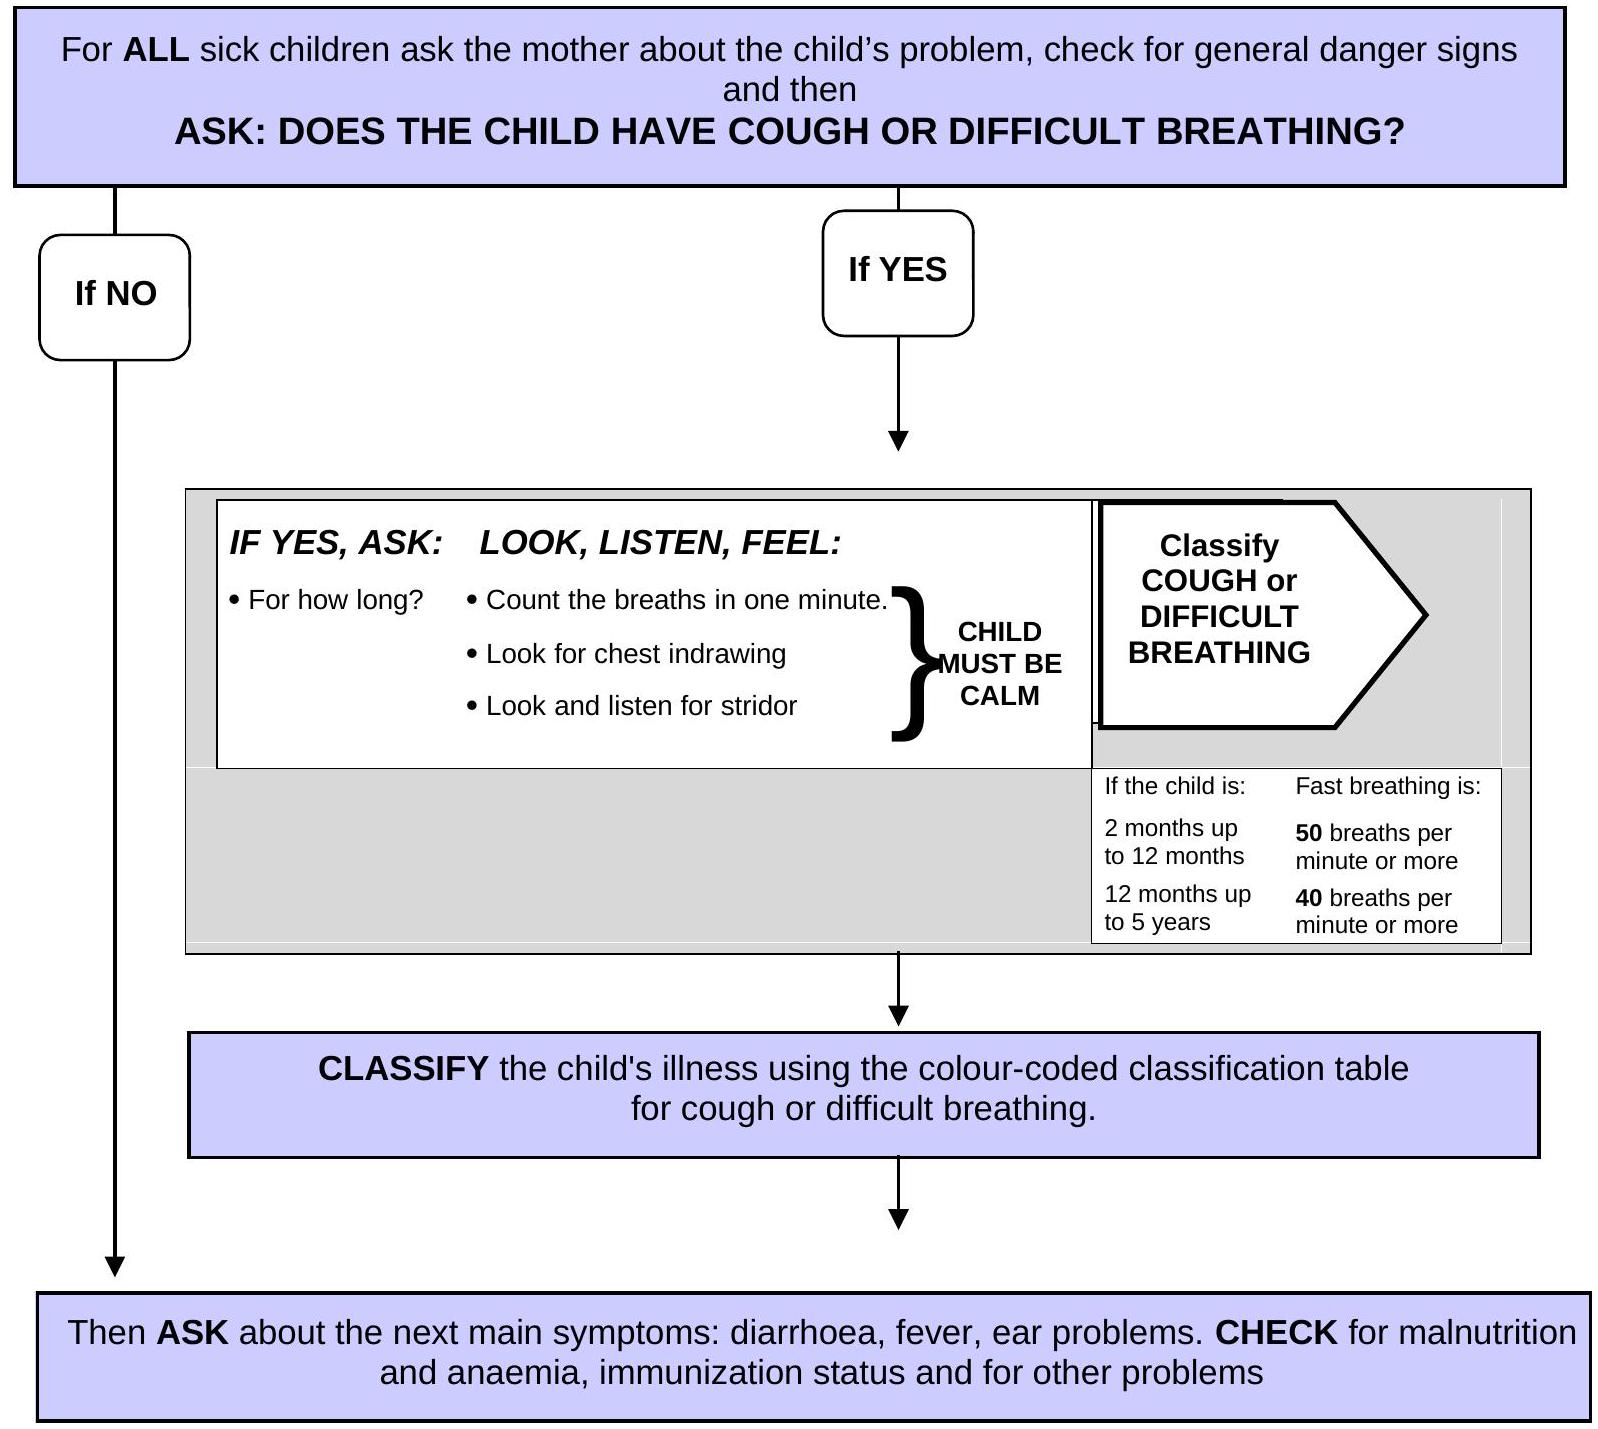 For ALL sick children ask the mother about the child’s problem, check for general danger signs
and then
ASK: DOES THE CHILD HAVE COUGH OR DIFFICULT BREATHING?
If NO
If YES
IF YES, ASK:
• For how long?
LOOK, LISTEN, FEEL:
• Count the breaths in one minute.
• Look for chest indrawing
• Look and listen for stridor
}
CHILD
MUST BE
CALM
Classify
COUGH or
DIFFICULT
BREATHING
If the child is:
Fast breathing is:
2 months up
to 12 months
50 breaths per
minute or more
12 months up
to 5 years
40 breaths per
minute or more
CLASSIFY the child's illness using the colour-coded classification table
for cough or difficult breathing.
Then ASK about the next main symptoms: diarrhoea, fever, ear problems. CHECK for malnutrition
and anaemia, immunization status and for other problems